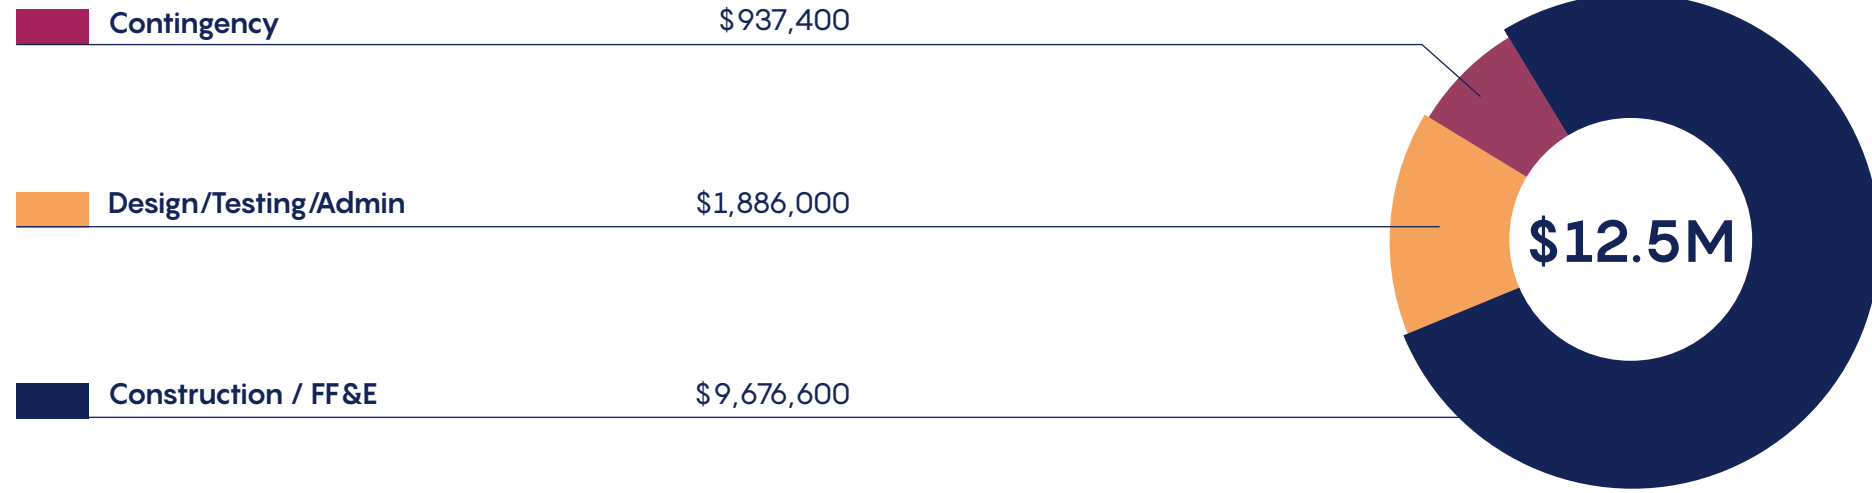 Contingency $937,400
Design/Testing/Admin $1,886,000
$12.5M
Construction / FF&E $9,676,600